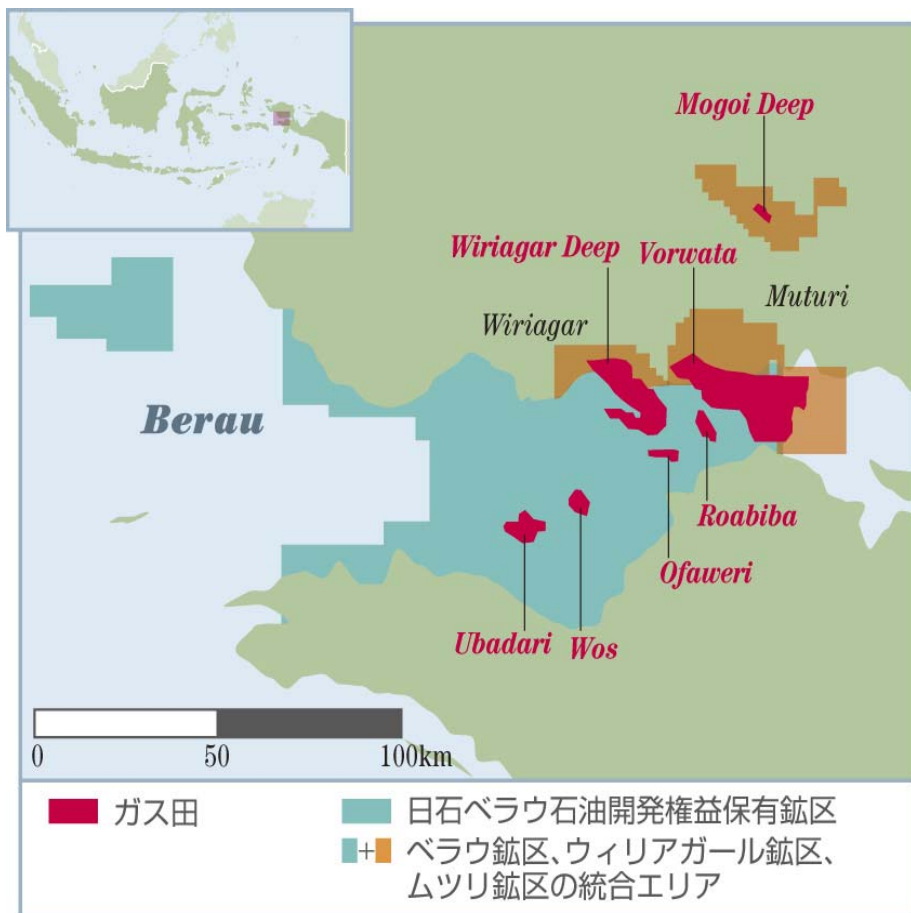 Mogoi Deep
Wiriagar Deep
Vorwata
Muturi
Wiriagar
Berau
Roabiba
Ofaweri
Ubadari
Wos
0
50
100km
ガス田
日石ベラウ石油開発権益保有鉱区
+
ベラウ鉱区、ウィリアガール鉱区、
ムツリ鉱区の統合エリア